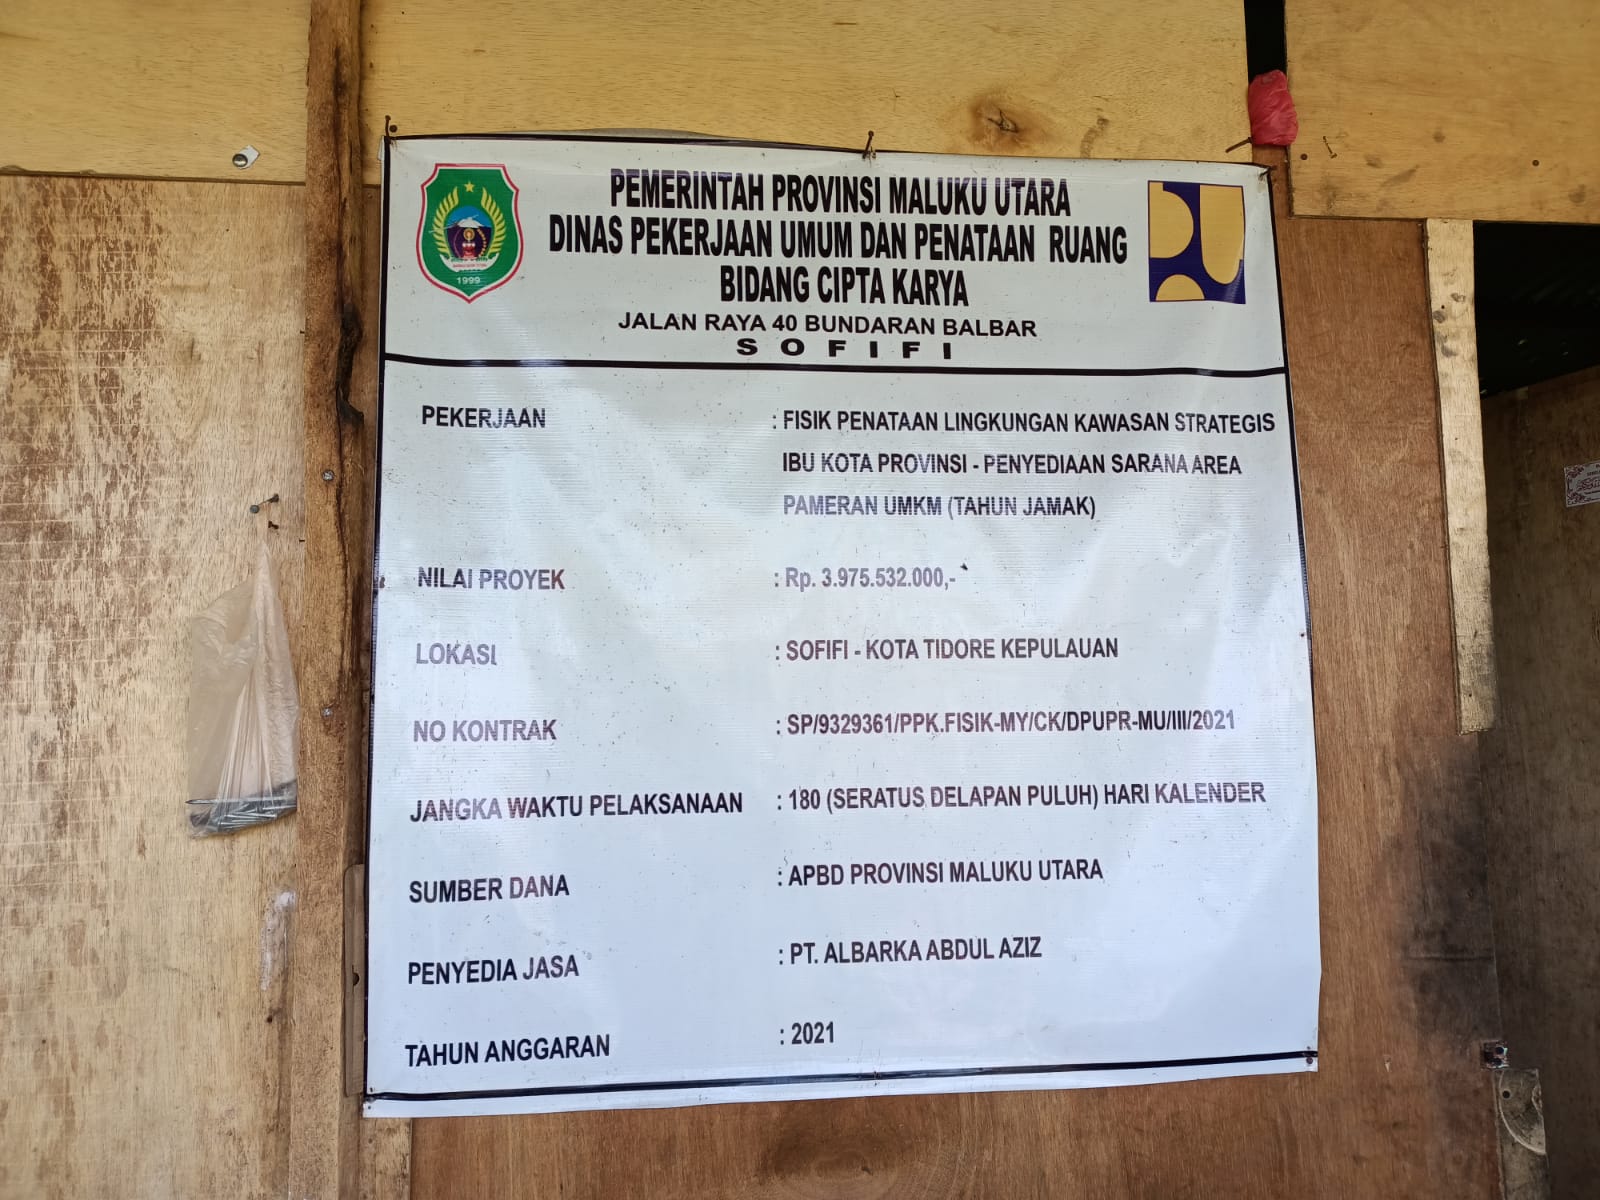 PEMERINTAH PROVINSI MALUKU UTARA
DINAS PEKERJAAN UMUM DAN PENATAAN RUANG
BIDANG CIPTA KARYA
JALAN RAYA 40 BUNDARAN BALBAR
SOFIFI
1999
PEKERJAAN : FISIK PENATAAN LINGKUNGAN KAWASAN STRATEGIS
IBU KOTA PROVINSI - PENYEDIAAN SARANA AREA
PAMERAN UMKM (TAHUN JAMAK)
NILAI PROYEK : Rp. 3.975.532.000,-
LOKASI : SOFIFI - KOTA TIDORE KEPULAUAN
NO KONTRAK : SP/9329361/PPK.FISIK-MY/CK/DPUPR-MU/III/2021
JANGKA WAKTU PELAKSANAAN : 180 (SERATUS DELAPAN PULUH) HARI KALENDER
SUMBER DANA : APBD PROVINSI MALUKU UTARA
PENYEDIA JASA : PT. ALBARKA ABDUL AZIZ
TAHUN ANGGARAN : 2021